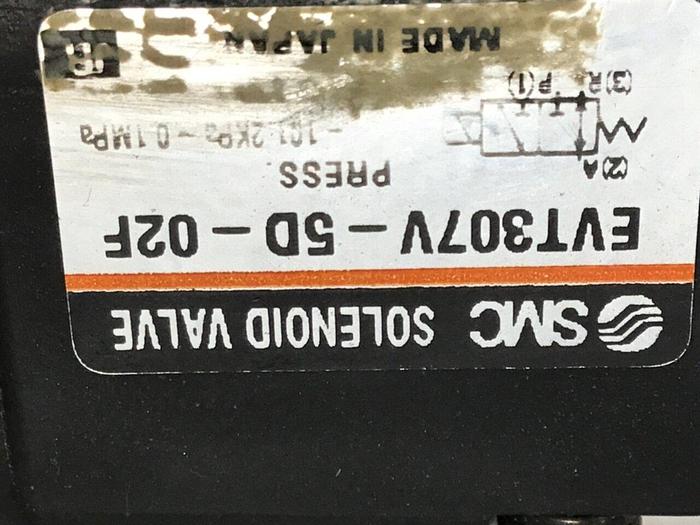 SMC SOLENOID VALVE
EVT307V-5D-02F
PRESS.
-101.2KPa~0.1MPa
(2)A
(3)R P(1)
MADE IN JAPAN